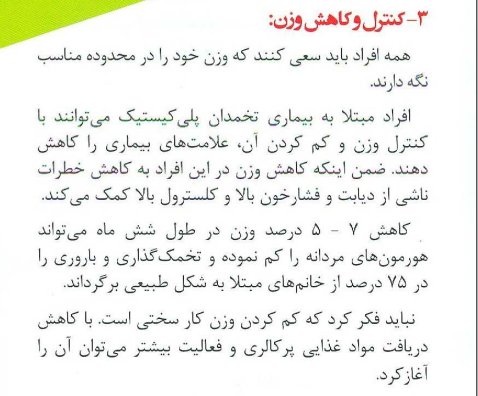 ۳- کنترل و کاهش وزن:
همه افراد باید سعی کنند که وزن خود را در محدوده مناسب
نگه دارند.
افراد مبتلا به بیماری تخمدان پلی‌کیستیک می‌توانند با
کنترل وزن و کم کردن آن، علامت‌های بیماری را کاهش
دهند. ضمن اینکه کاهش وزن در این افراد به کاهش خطرات
ناشی از دیابت و فشارخون بالا و کلسترول بالا کمک می‌کند.
کاهش ۷ - ۵ درصد وزن در طول شش ماه می‌تواند
هورمون‌های مردانه را کم نموده و تخمک‌گذاری و باروری را
در ۷۵ درصد از خانم‌های مبتلا به شکل طبیعی برگرداند.
نباید فکر کرد که کم کردن وزن کار سختی است. با کاهش
دریافت مواد غذایی پرکالری و فعالیت بیشتر می‌توان آن را
آغاز کرد.